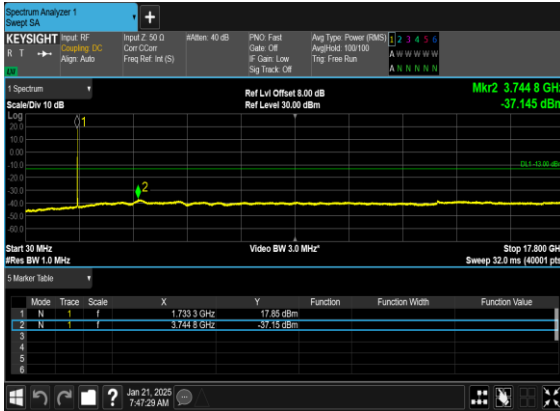 Spectrum Analyzer 1
Swept SA
+
KEYSIGHT Input: RF Input Z: 50 Ω #Atten: 40 dB PNO: Fast Avg Type: Power (RMS) 1 2 3 4 5 6
R T Coupling: DC Corr CCorr Gate: Off Avg|Hold: 100/100 A W W W W W
Align: Auto Freq Ref: Int (S) IF Gain: Low Trig: Free Run
Sig Track: Off A N N N N N
1 Spectrum Ref Lvl Offset 8.00 dB Mkr2 3.744 8 GHz
Scale/Div 10 dB Ref Level 30.00 dBm -37.145 dBm
Log
20.0
10.0
0.00
-10.0
-20.0
-30.0
-40.0
-50.0
-60.0
1
2
DL1 -13.00 dBm
Start 30 MHz Video BW 3.0 MHz* Stop 17.800 GHz
#Res BW 1.0 MHz Sweep 32.0 ms (40001 pts)
5 Marker Table
Mode Trace Scale X Y Function Function Width Function Value
1 N 1 f 1.733 3 GHz 17.85 dBm
2 N 1 f 3.744 8 GHz -37.15 dBm
3
4
5
6
? Jan 21, 2025
7:47:29 AM